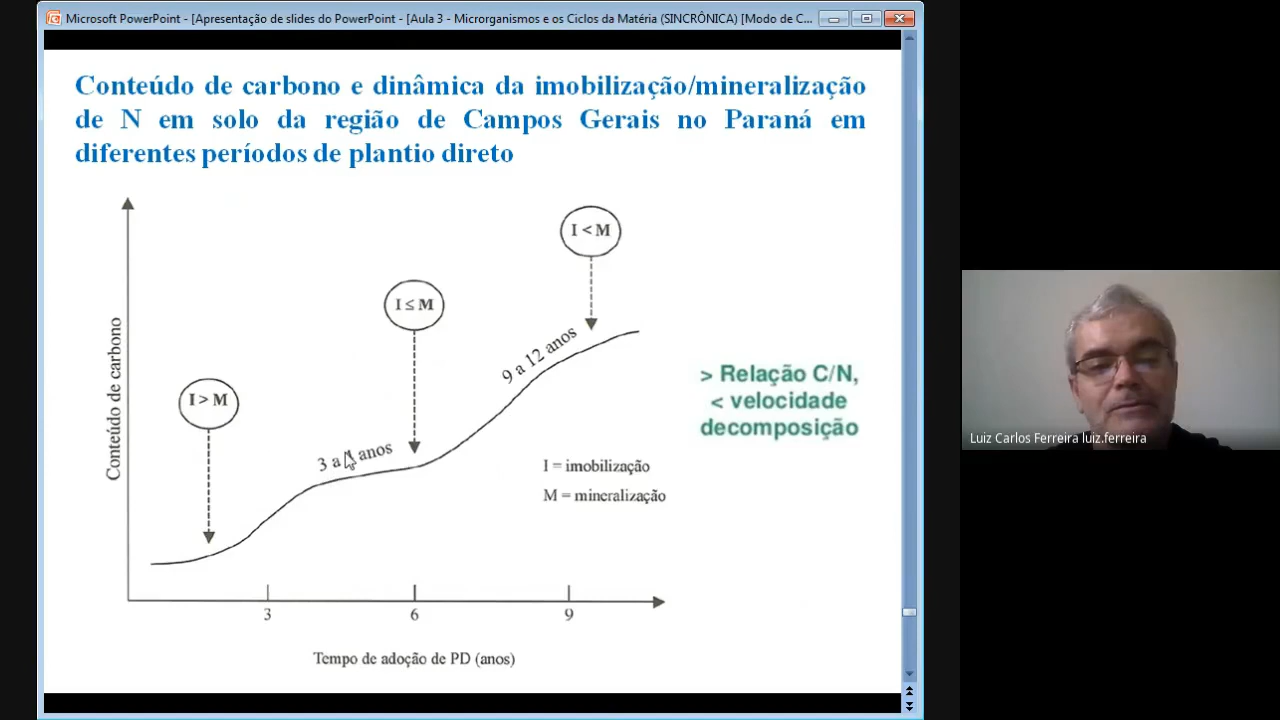 Microsoft PowerPoint - [Apresentação de slides do PowerPoint - [Aula 3 - Microrganismos e os Ciclos da Matéria (SINCRÔNICA) [Modo de C...
Conteúdo de carbono e dinâmica da imobilização/mineralização
de N em solo da região de Campos Gerais no Paraná em
diferentes períodos de plantio direto
I < M
I ≤ M
I > M
9 a 12 anos
3 a anos
Conteúdo de carbono
> Relação C/N,
< velocidade
decomposição
I = imobilização
M = mineralização
3
6
9
Tempo de adoção de PD (anos)
Luiz Carlos Ferreira luiz.ferreira